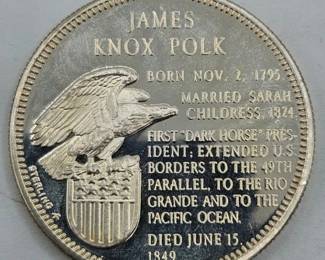 JAMES
KNOX POLK
BORN NOV. 2, 1795.
MARRIED SARAH
CHILDRESS, 1824.
FIRST "DARK HORSE" PRES-
IDENT; EXTENDED U.S.
BORDERS TO THE 49TH
PARALLEL, TO THE RIO
GRANDE AND TO THE
PACIFIC OCEAN.
DIED JUNE 15,
1849.
STERLING